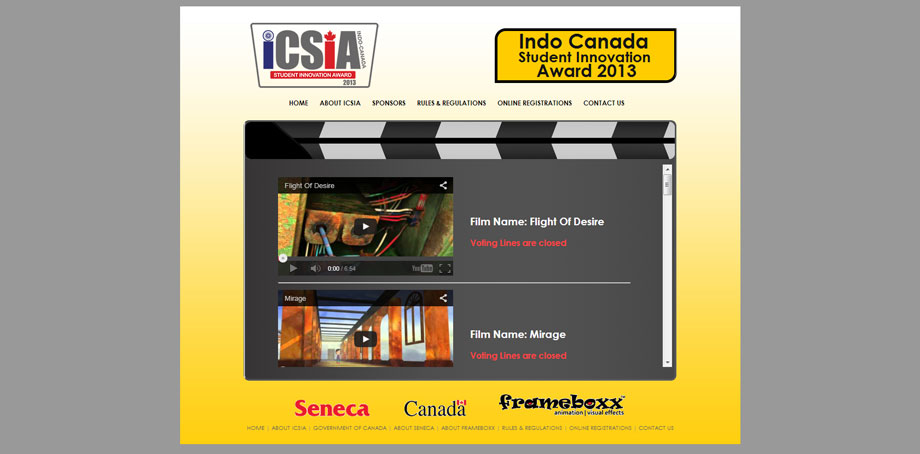 iCSiA
INDO-CANADA
STUDENT INNOVATION AWARD
2013
Indo Canada
Student Innovation
Award 2013
HOME ABOUT ICSIA SPONSORS RULES & REGULATIONS ONLINE REGISTRATIONS CONTACT US
Flight Of Desire
Film Name: Flight Of Desire
Voting Lines are closed
0:00 / 6:54 YouTube
Mirage
Film Name: Mirage
Voting Lines are closed
Seneca Canada frameboxx™
animation | visual effects
HOME | ABOUT ICSIA | GOVERNMENT OF CANADA | ABOUT SENECA | ABOUT FRAMEBOXX | RULES & REGULATIONS | ONLINE REGISTRATIONS | CONTACT US